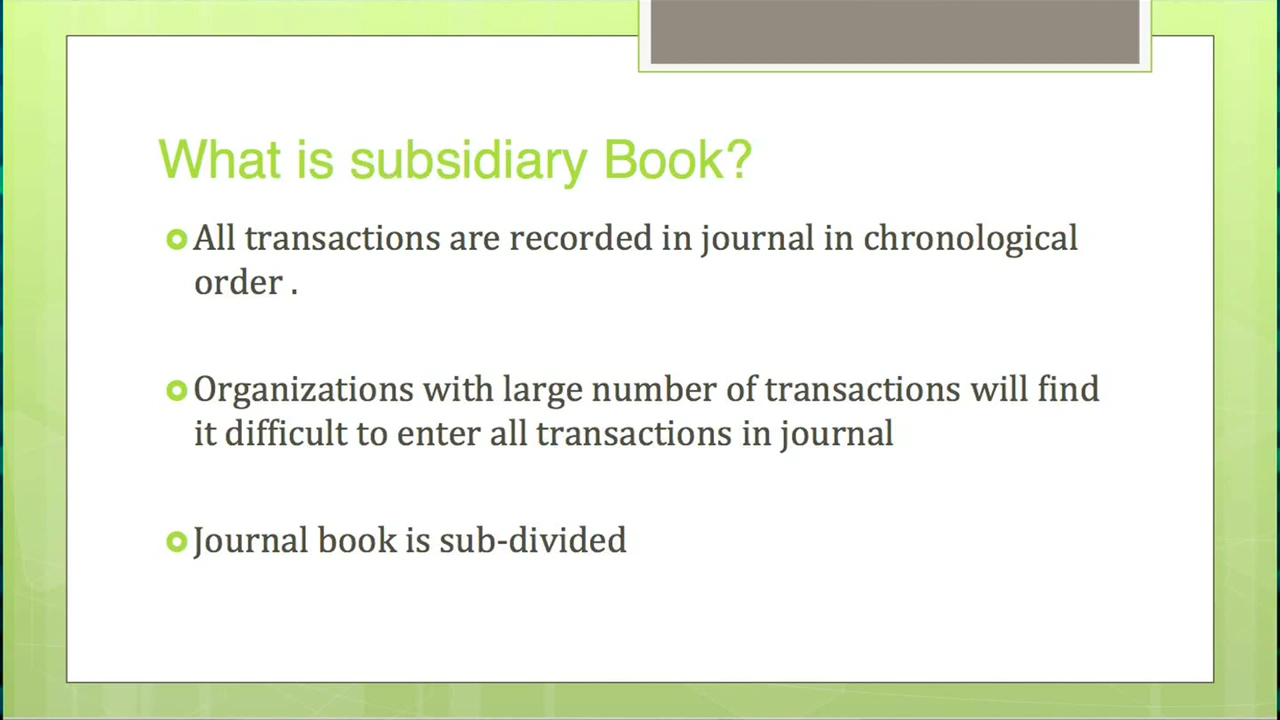 What is subsidiary Book?
All transactions are recorded in journal in chronological
order .
Organizations with large number of transactions will find
it difficult to enter all transactions in journal
Journal book is sub-divided